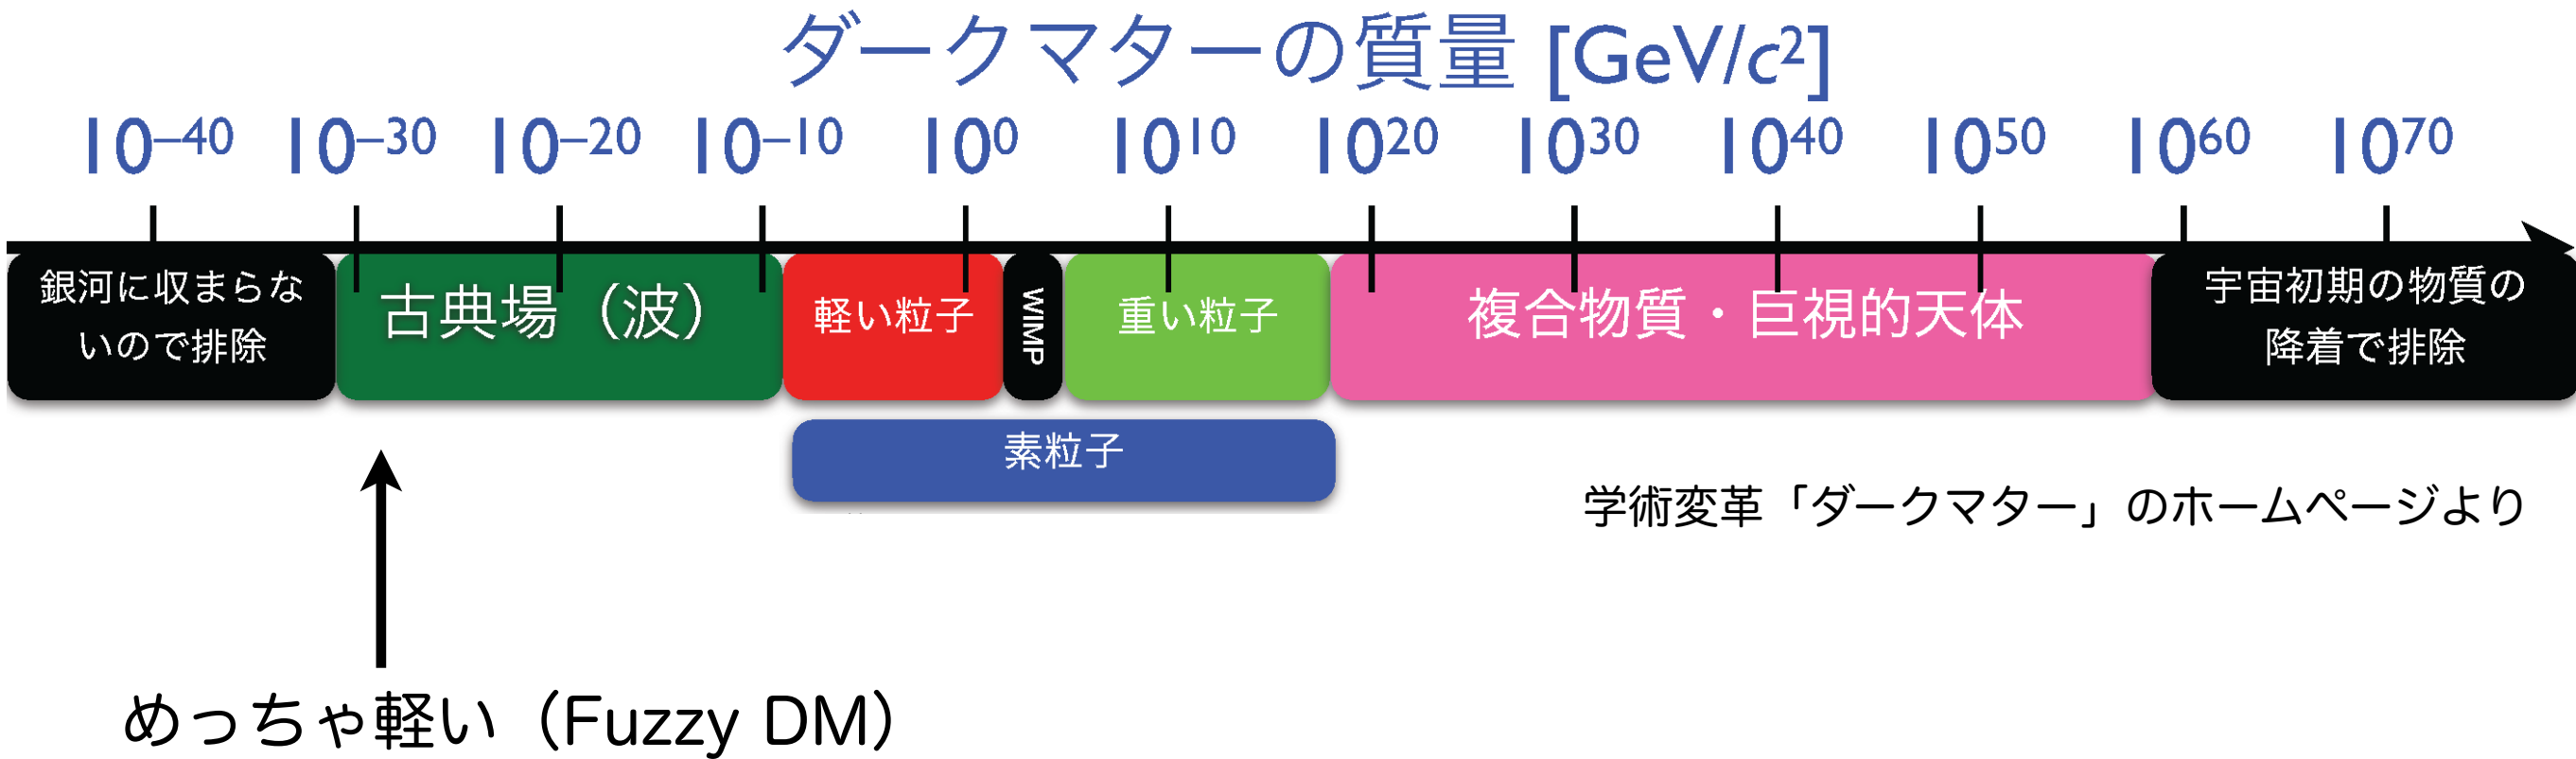 ダークマターの質量 [GeV/c²]
10⁻⁴⁰ 10⁻³⁰ 10⁻²⁰ 10⁻¹⁰ 10⁰ 10¹⁰ 10²⁰ 10³⁰ 10⁴⁰ 10⁵⁰ 10⁶⁰ 10⁷⁰
銀河に収まらな
いので排除
古典場（波）
軽い粒子
WIMP
重い粒子
複合物質・巨視的天体
宇宙初期の物質の
降着で排除
素粒子
学術変革「ダークマター」のホームページより
めっちゃ軽い（Fuzzy DM）